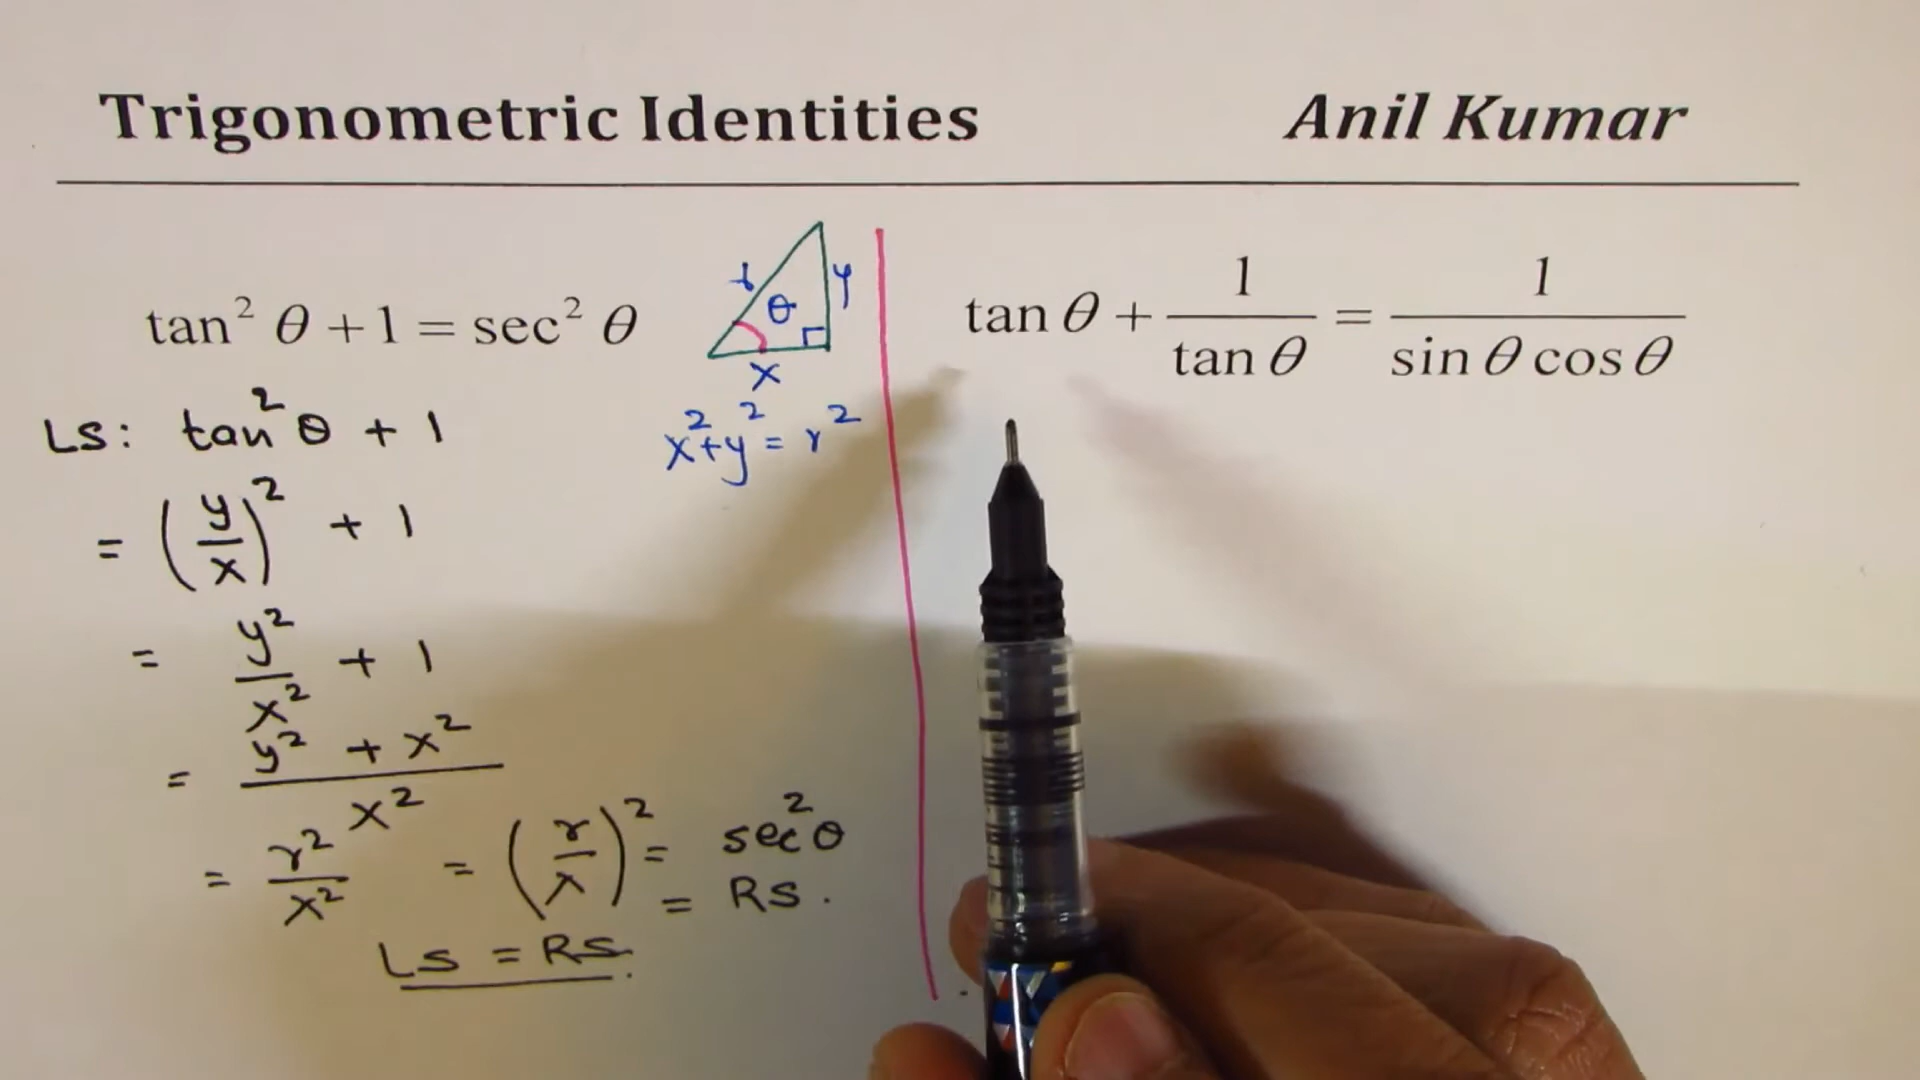 Trigonometric Identities
Anil Kumar
tan² θ + 1 = sec² θ
r
θ
y
x
x² + y² = r²
LS: tan² θ + 1
= (y/x)² + 1
= y²/x² + 1
= (y² + x²)/x²
= r²/x² = (r/x)² = sec² θ
= RS.
LS = RS.
tan θ + 1/tan θ = 1/(sin θ cos θ)